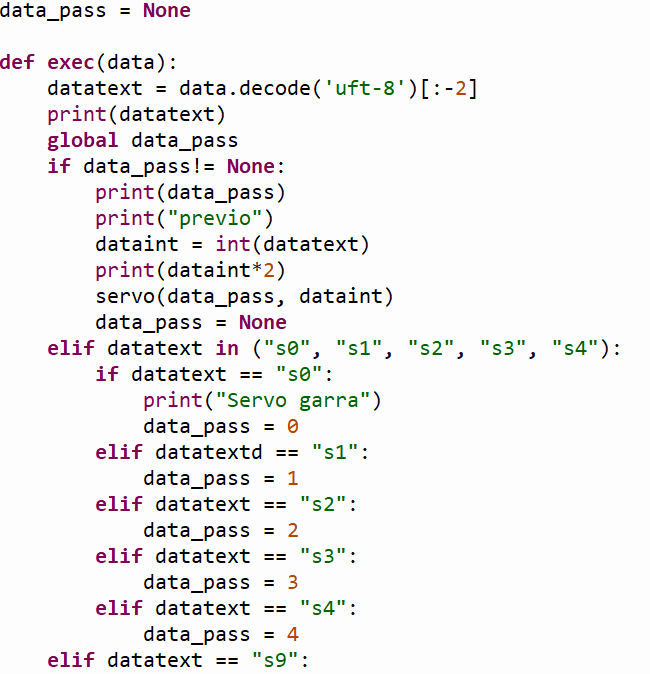 data_pass = None
def exec(data):
    datatext = data.decode('uft-8')[:-2]
    print(datatext)
    global data_pass
    if data_pass!= None:
        print(data_pass)
        print("previo")
        dataint = int(datatext)
        print(dataint*2)
        servo(data_pass, dataint)
        data_pass = None
    elif datatext in ("s0", "s1", "s2", "s3", "s4"):
        if datatext == "s0":
            print("Servo garra")
            data_pass = 0
        elif datatextd == "s1":
            data_pass = 1
        elif datatext == "s2":
            data_pass = 2
        elif datatext == "s3":
            data_pass = 3
        elif datatext == "s4":
            data_pass = 4
    elif datatext == "s9":